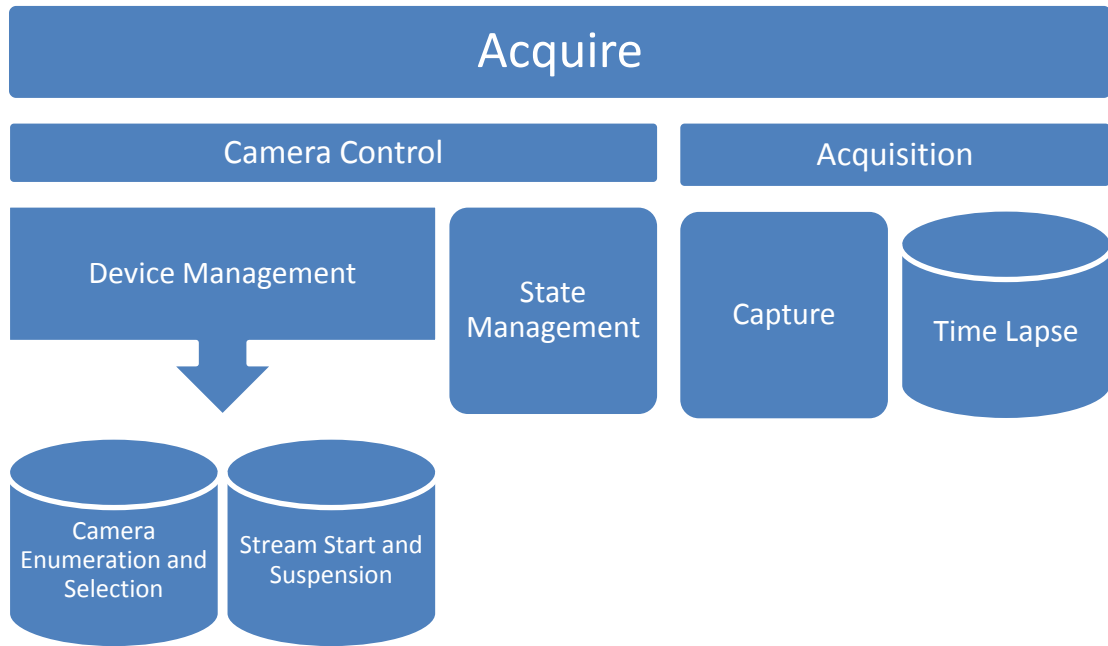 Acquire
Camera Control
Acquisition
Device Management
State
Management
Capture
Time Lapse
Camera
Enumeration and
Selection
Stream Start and
Suspension